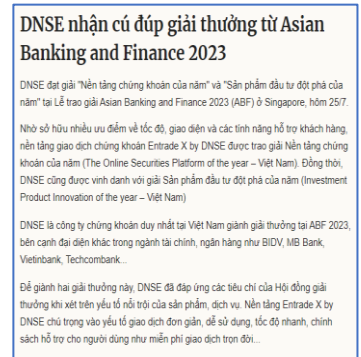 DNSE nhận cú đúp giải thưởng từ Asian
Banking and Finance 2023
DNSE đạt giải "Nền tảng chứng khoán của năm" và "Sản phẩm đầu tư đột phá của
năm" tại Lễ trao giải Asian Banking and Finance 2023 (ABF) ở Singapore, hôm 25/7.
Nhờ sở hữu nhiều ưu điểm về tốc độ, giao diện và các tính năng hỗ trợ khách hàng,
nền tảng giao dịch chứng khoán Entrade X by DNSE được trao giải Nền tảng chứng
khoán của năm (The Online Securities Platform of the year – Việt Nam). Đồng thời,
DNSE cũng được vinh danh với giải Sản phẩm đầu tư đột phá của năm (Investment
Product Innovation of the year – Việt Nam)
DNSE là công ty chứng khoán duy nhất tại Việt Nam giành giải thưởng tại ABF 2023,
bên cạnh đại diện khác trong ngành tài chính, ngân hàng như BIDV, MB Bank,
Vietinbank, Techcombank...
Để giành hai giải thưởng này, DNSE đã đáp ứng các tiêu chí của Hội đồng giải
thưởng khi xét trên yếu tố nổi trội của sản phẩm, dịch vụ. Nền tảng Entrade X by
DNSE chú trọng vào yếu tố giao dịch đơn giản, dễ sử dụng, tốc độ nhanh, chính
sách hỗ trợ cho người dùng như miễn phí giao dịch trọn đời...